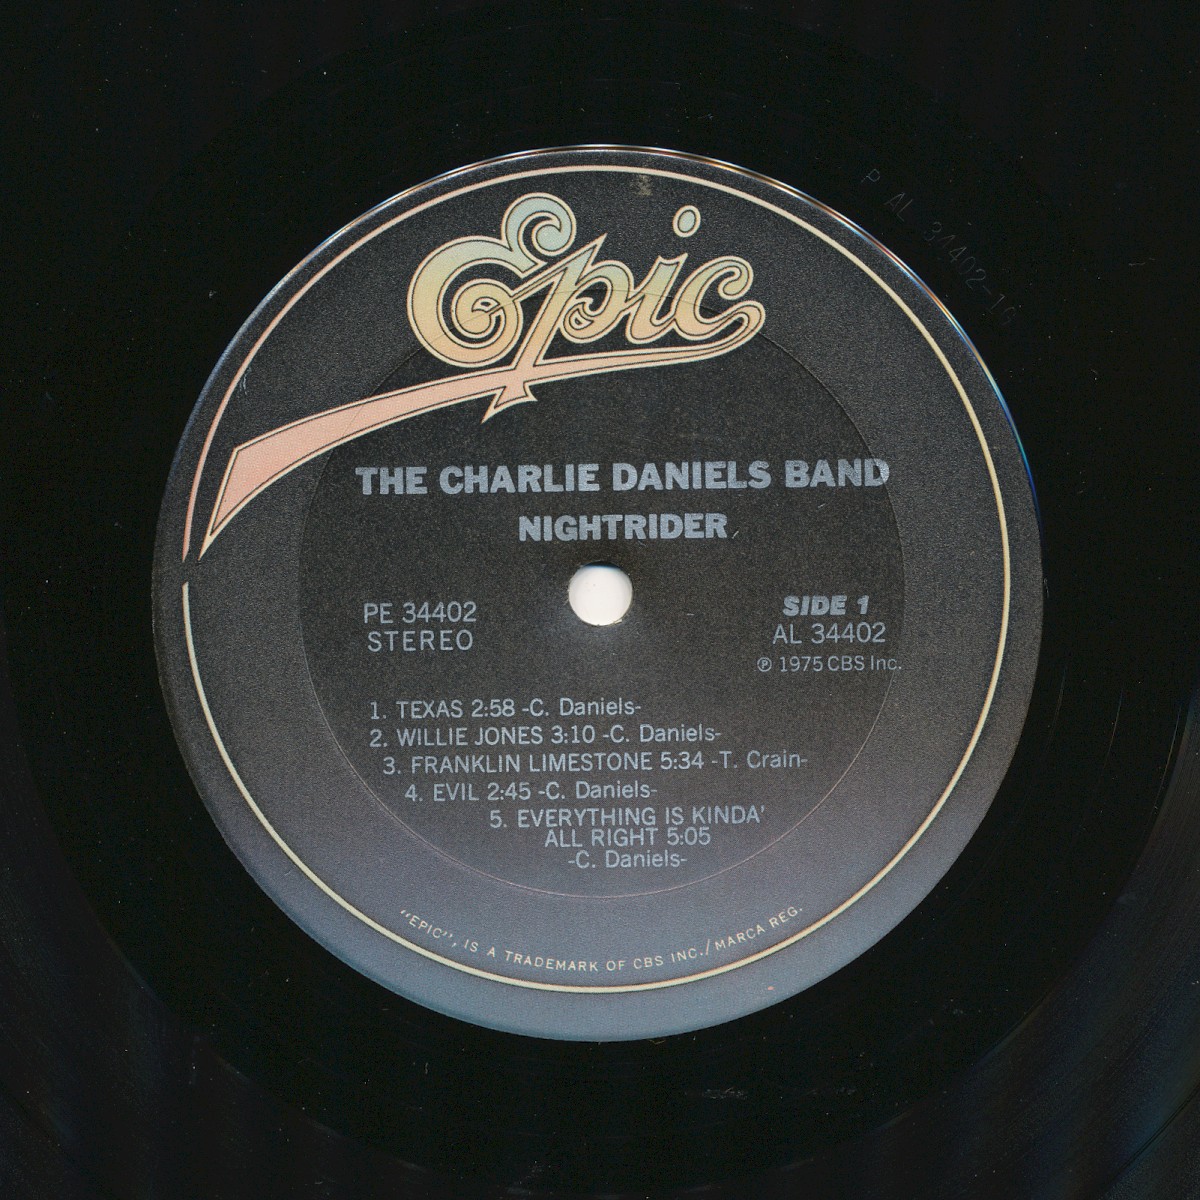 Epic
P AL 34402-1G
THE CHARLIE DANIELS BAND
NIGHTRIDER
PE 34402
STEREO
SIDE 1
AL 34402
℗ 1975 CBS Inc.
1. TEXAS 2:58 -C. Daniels-
2. WILLIE JONES 3:10 -C. Daniels-
3. FRANKLIN LIMESTONE 5:34 -T. Crain-
4. EVIL 2:45 -C. Daniels-
5. EVERYTHING IS KINDA'
ALL RIGHT 5:05
-C. Daniels-
"EPIC", IS A TRADEMARK OF CBS INC./MARCA REG.